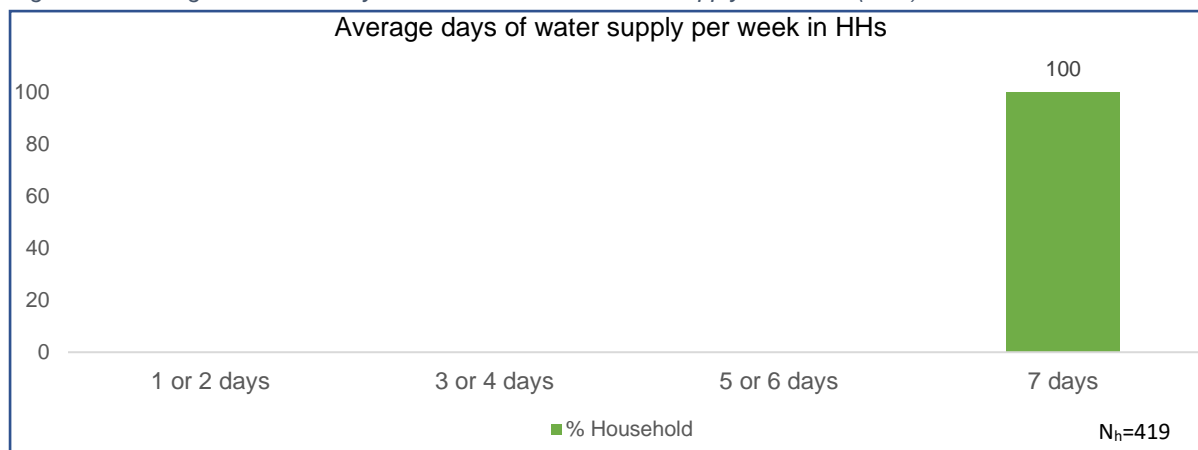 Average days of water supply per week in HHs
100
100
80
60
40
20
0
1 or 2 days
3 or 4 days
5 or 6 days
7 days
% Household
Nh=419